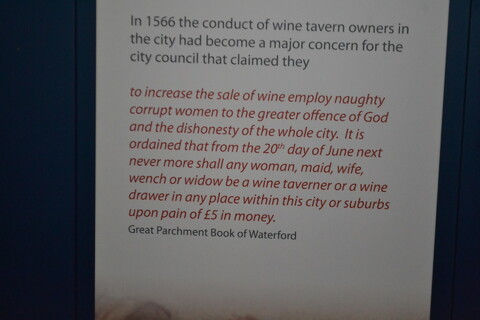 In 1566 the conduct of wine tavern owners in
the city had become a major concern for the
city council that claimed they
to increase the sale of wine employ naughty
corrupt women to the greater offence of God
and the dishonesty of the whole city. It is
ordained that from the 20th day of June next
never more shall any woman, maid, wife,
wench or widow be a wine taverner or a wine
drawer in any place within this city or suburbs
upon pain of £5 in money.
Great Parchment Book of Waterford